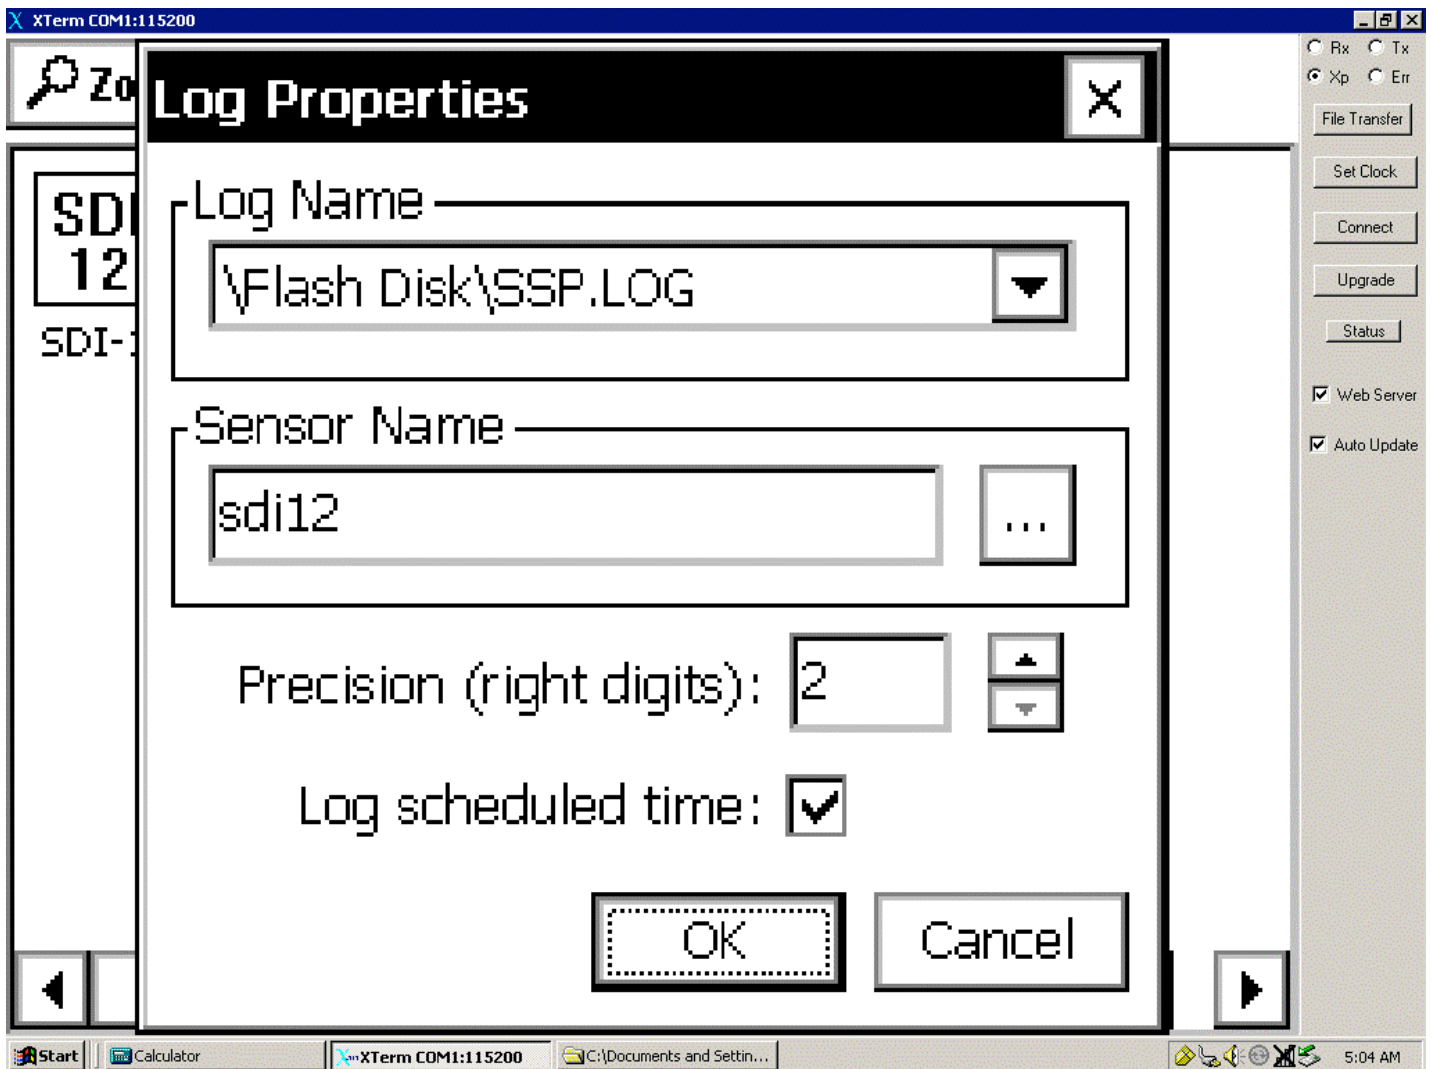 XTerm COM1:115200
Rx Tx
Xp Err
File Transfer
Set Clock
Connect
Upgrade
Status
Web Server
Auto Update
Log Properties
SDI
12
Log Name
\Flash Disk\SSP.LOG
Sensor Name
sdi12
...
Precision (right digits): 2
Log scheduled time:
OK Cancel
Start Calculator XTerm COM1:115200 C:\Documents and Settin... 5:04 AM